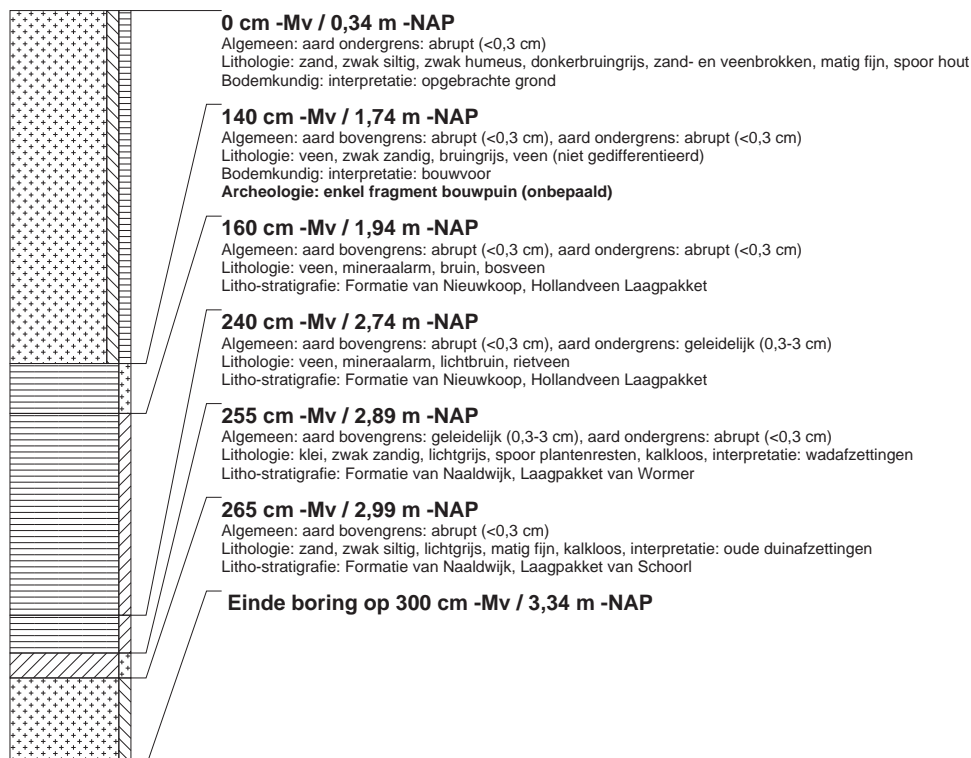 0 cm -Mv / 0,34 m -NAP
Algemeen: aard ondergrens: abrupt (<0,3 cm)
Lithologie: zand, zwak siltig, zwak humeus, donkerbruingrijs, zand- en veenbrokken, matig fijn, spoor hout
Bodemkundig: interpretatie: opgebrachte grond
140 cm -Mv / 1,74 m -NAP
Algemeen: aard bovengrens: abrupt (<0,3 cm), aard ondergrens: abrupt (<0,3 cm)
Lithologie: veen, zwak zandig, bruingrijs, veen (niet gedifferentieerd)
Bodemkundig: interpretatie: bouwvoor
Archeologie: enkel fragment bouwpuin (onbepaald)
160 cm -Mv / 1,94 m -NAP
Algemeen: aard bovengrens: abrupt (<0,3 cm), aard ondergrens: abrupt (<0,3 cm)
Lithologie: veen, mineraalarm, bruin, bosveen
Litho-stratigrafie: Formatie van Nieuwkoop, Hollandveen Laagpakket
240 cm -Mv / 2,74 m -NAP
Algemeen: aard bovengrens: abrupt (<0,3 cm), aard ondergrens: geleidelijk (0,3-3 cm)
Lithologie: veen, mineraalarm, lichtbruin, rietveen
Litho-stratigrafie: Formatie van Nieuwkoop, Hollandveen Laagpakket
255 cm -Mv / 2,89 m -NAP
Algemeen: aard bovengrens: geleidelijk (0,3-3 cm), aard ondergrens: abrupt (<0,3 cm)
Lithologie: klei, zwak zandig, lichtgrijs, spoor plantenresten, kalkloos, interpretatie: wadafzettingen
Litho-stratigrafie: Formatie van Naaldwijk, Laagpakket van Wormer
265 cm -Mv / 2,99 m -NAP
Algemeen: aard bovengrens: abrupt (<0,3 cm)
Lithologie: zand, zwak siltig, lichtgrijs, matig fijn, kalkloos, interpretatie: oude duinafzettingen
Litho-stratigrafie: Formatie van Naaldwijk, Laagpakket van Schoorl
Einde boring op 300 cm -Mv / 3,34 m -NAP